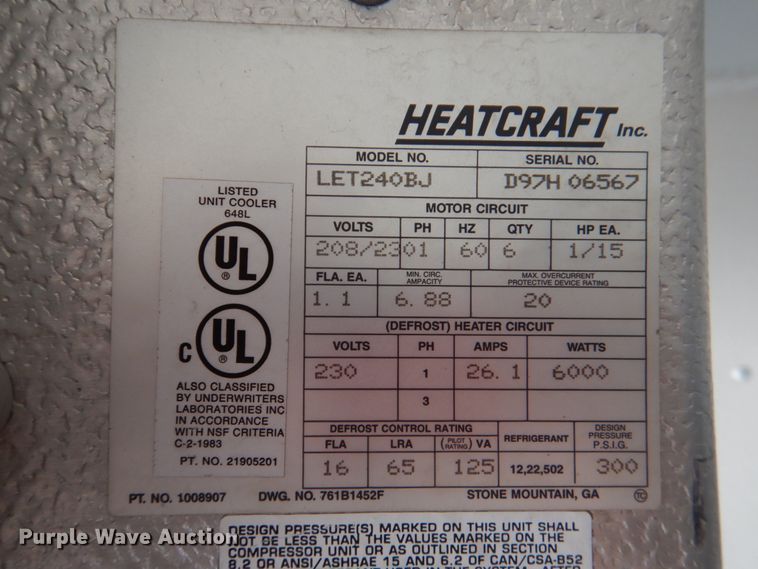 HEATCRAFT Inc.
MODEL NO. SERIAL NO.
LET240BJ D97H 06567
MOTOR CIRCUIT
VOLTS PH HZ QTY HP EA.
208/230 1 60 6 1/15
FLA. EA. MIN. CIRC. AMPACITY MAX. OVERCURRENT PROTECTIVE DEVICE RATING
1.1 6.88 20
(DEFROST) HEATER CIRCUIT
VOLTS PH AMPS WATTS
230 1 26.1 6000
3
DEFROST CONTROL RATING
FLA LRA (PILOT RATING) VA REFRIGERANT DESIGN PRESSURE P.S.I.G.
16 65 125 12,22,502 300
PT. NO. 1008907 DWG. NO. 761B1452F STONE MOUNTAIN, GA
LISTED
UNIT COOLER
648L
UL
®
C UL
®
ALSO CLASSIFIED
BY UNDERWRITERS
LABORATORIES INC
IN ACCORDANCE
WITH NSF CRITERIA
C-2-1983
PT. NO. 21905201
DESIGN PRESSURE(S) MARKED ON THIS UNIT SHALL
NOT BE LESS THAN THE VALUES MARKED ON THE
COMPRESSOR UNIT OR AS OUTLINED IN SECTION
8.2 OR ANSI/ASHRAE 15 AND 6.2 OF CAN/CSA-B52
Purple Wave Auction